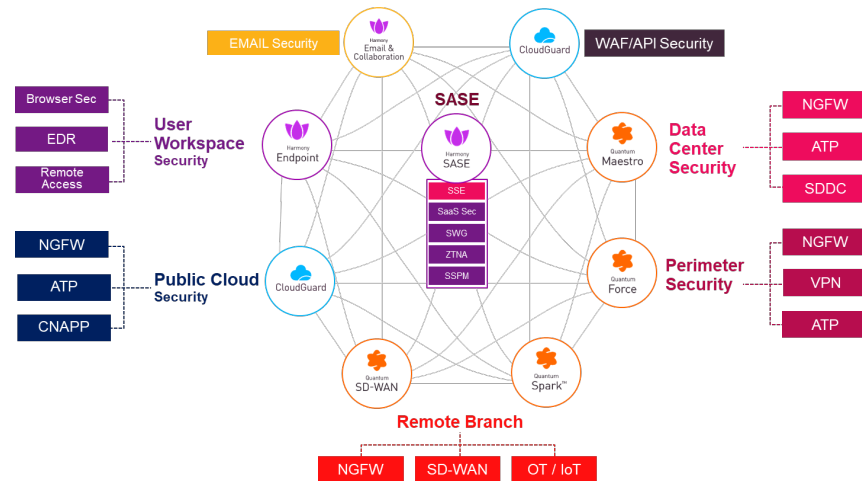 EMAIL Security
Harmony
Email &
Collaboration
CloudGuard
WAF/API Security
SASE
Browser Sec
EDR
Remote
Access
User
Workspace
Security
Harmony
Endpoint
Harmony
SASE
SSE
SaaS Sec
SWG
ZTNA
SSPM
Quantum
Maestro
Data
Center
Security
NGFW
ATP
SDDC
NGFW
ATP
CNAPP
Public Cloud
Security
CloudGuard
Quantum
Force
Perimeter
Security
NGFW
VPN
ATP
Quantum
SD-WAN
Quantum
Spark™
Remote Branch
NGFW
SD-WAN
OT / IoT